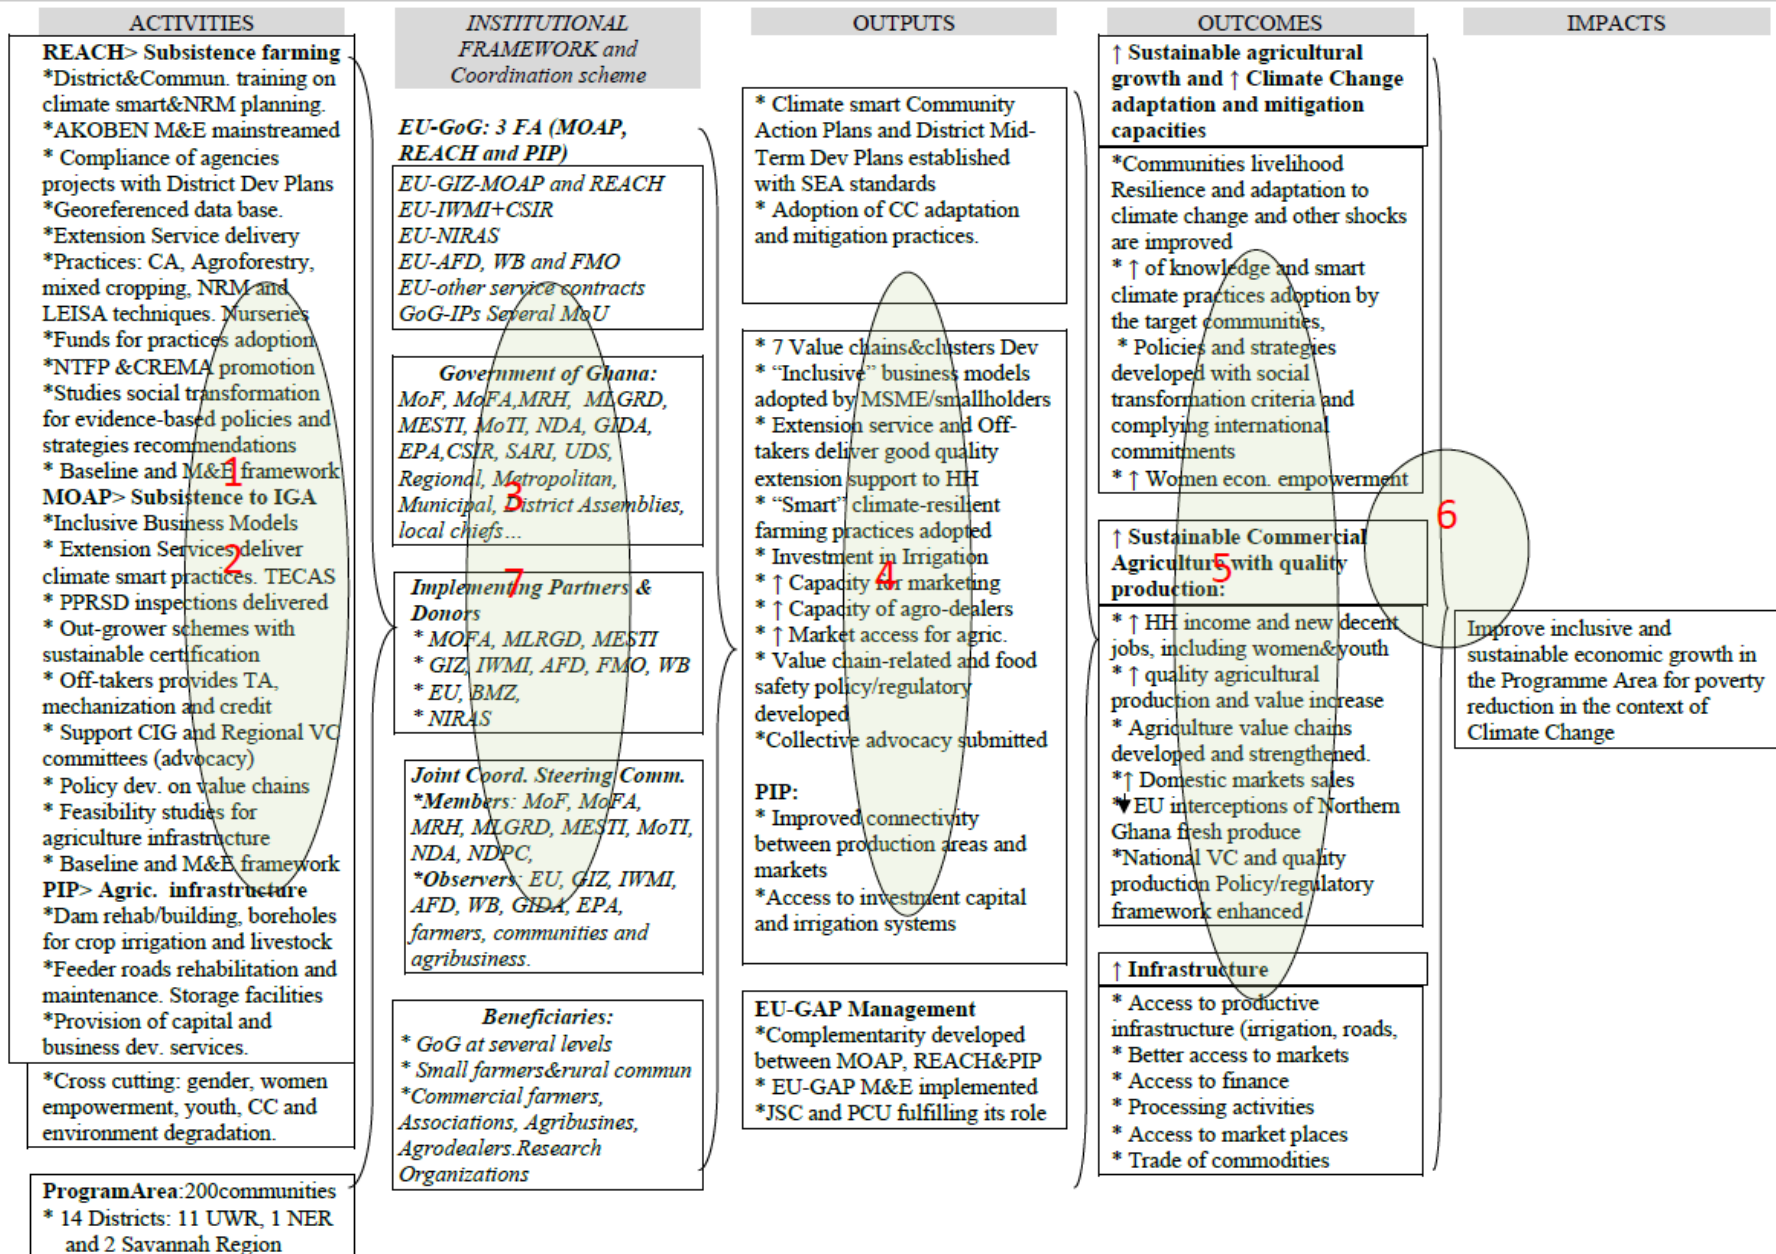 ACTIVITIES
REACH> Subsistence farming
*District&Commun. training on
climate smart&NRM planning.
*AKOBEN M&E mainstreamed
* Compliance of agencies
projects with District Dev Plans
*Georeferenced data base.
*Extension Service delivery
*Practices: CA, Agroforestry,
mixed cropping, NRM and
LEISA techniques. Nurseries
*Funds for practices adoption
*NTFP &CREMA promotion
*Studies social transformation
for evidence-based policies and
strategies recommendations
* Baseline and M&E framework
1
MOAP> Subsistence to IGA
*Inclusive Business Models
* Extension Services deliver
2
climate smart practices. TECAS
* PPRSD inspections delivered
* Out-grower schemes with
sustainable certification
* Off-takers provides TA,
mechanization and credit
* Support CIG and Regional VC
committees (advocacy)
* Policy dev. on value chains
* Feasibility studies for
agriculture infrastructure
* Baseline and M&E framework
PIP> Agric. infrastructure
*Dam rehab/building, boreholes
for crop irrigation and livestock
*Feeder roads rehabilitation and
maintenance. Storage facilities
*Provision of capital and
business dev. services.
*Cross cutting: gender, women
empowerment, youth, CC and
environment degradation.
ProgramArea:200communities
* 14 Districts: 11 UWR, 1 NER
and 2 Savannah Region
INSTITUTIONAL
FRAMEWORK and
Coordination scheme
EU-GoG: 3 FA (MOAP,
REACH and PIP)
EU-GIZ-MOAP and REACH
EU-IWMI+CSIR
EU-NIRAS
EU-AFD, WB and FMO
EU-other service contracts
GoG-IPs Several MoU
Government of Ghana:
MoF, MoFA,MRH, MLGRD,
MESTI, MoTI, NDA, GIDA,
EPA,CSIR, SARI, UDS,
Regional, Metropolitan,
3
Municipal, District Assemblies,
local chiefs…
7
Implementing Partners &
Donors
* MOFA, MLRGD, MESTI
* GIZ, IWMI, AFD, FMO, WB
* EU, BMZ,
* NIRAS
Joint Coord. Steering Comm.
*Members: MoF, MoFA,
MRH, MLGRD, MESTI, MoTI,
NDA, NDPC,
*Observers: EU, GIZ, IWMI,
AFD, WB, GIDA, EPA,
farmers, communities and
agribusiness.
Beneficiaries:
* GoG at several levels
* Small farmers&rural commun
*Commercial farmers,
Associations, Agribusines,
Agrodealers.Research
Organizations
OUTPUTS
* Climate smart Community
Action Plans and District Mid-
Term Dev Plans established
with SEA standards
* Adoption of CC adaptation
and mitigation practices.
* 7 Value chains&clusters Dev
* “Inclusive” business models
adopted by MSME/smallholders
* Extension service and Off-
takers deliver good quality
extension support to HH
* “Smart” climate-resilient
farming practices adopted
* Investment in Irrigation
* ↑ Capacity for marketing
4
* ↑ Capacity of agro-dealers
* ↑ Market access for agric.
* Value chain-related and food
safety policy/regulatory
developed
*Collective advocacy submitted
PIP:
* Improved connectivity
between production areas and
markets
*Access to investment capital
and irrigation systems
EU-GAP Management
*Complementarity developed
between MOAP, REACH&PIP
* EU-GAP M&E implemented
*JSC and PCU fulfilling its role
OUTCOMES
↑ Sustainable agricultural
growth and ↑ Climate Change
adaptation and mitigation
capacities
*Communities livelihood
Resilience and adaptation to
climate change and other shocks
are improved
* ↑ of knowledge and smart
climate practices adoption by
the target communities,
* Policies and strategies
developed with social
transformation criteria and
complying international
commitments
* ↑ Women econ. empowerment
↑ Sustainable Commercial
Agriculture with quality
5
production:
* ↑ HH income and new decent
jobs, including women&youth
* ↑ quality agricultural
production and value increase
* Agriculture value chains
developed and strengthened.
*↑ Domestic markets sales
*↓EU interceptions of Northern
Ghana fresh produce
*National VC and quality
production Policy/regulatory
framework enhanced
↑ Infrastructure
* Access to productive
infrastructure (irrigation, roads,
* Better access to markets
* Access to finance
* Processing activities
* Access to market places
* Trade of commodities
IMPACTS
6
Improve inclusive and
sustainable economic growth in
the Programme Area for poverty
reduction in the context of
Climate Change